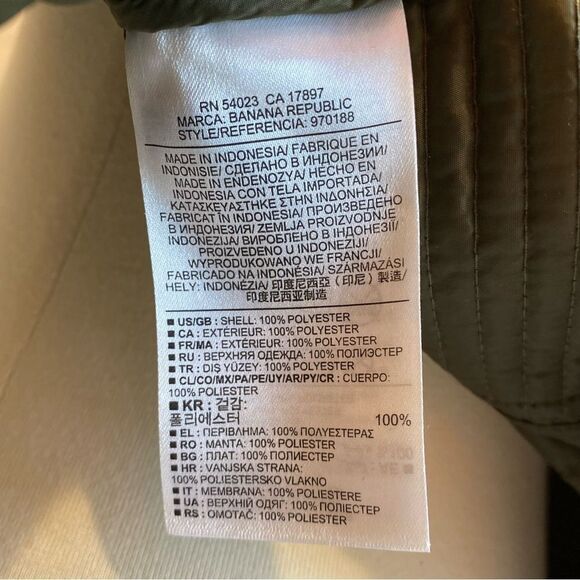 RN 54023 CA 17897
MARCA: BANANA REPUBLIC
STYLE/REFERENCIA: 970188
MADE IN INDONESIA/ FABRIQUE EN
INDONISIE/ СДЕЛАНО В ИНДОНЕЗИИ/
MADE IN ENDENOZYA/ HECHO EN
INDONESIA CON TELA IMPORTADA/
ΚΑΤΑΣΚΕΥΑΣΤΗΚΕ ΣΤΗΝ ΙΝΔΟΝΗΣΙΑ/
FABRICAT ÎN INDONEZIA/ ПРОИЗВЕДЕНО
В ИНДОНЕЗИЯ/ ZEMLJA PROIZVODNJE
INDONEZIJA/ ВИРОБЛЕНО В ІНДОНЕЗІЇ/
PROIZVEDENO U INDONEZIJI/
WYPRODUKOWANO WE FRANCJI/
FABRICADO NA INDONÉSIA/ SZÁRMAZÁSI
HELY: INDONÉZIA/ 印度尼西亞（印尼）製造/
印度尼西亚制造
■ US/GB : SHELL: 100% POLYESTER
■ CA : EXTÉRIEUR: 100% POLYESTER
■ FR/MA : EXTÉRIEUR: 100% POLYESTER
■ RU : ВЕРХНЯЯ ОДЕЖДА: 100% ПОЛИЭСТЕР
■ TR : DIŞ YÜZEY: 100% POLYESTER
■ CL/CO/MX/PA/PE/UY/AR/PY/CR : CUERPO:
100% POLIESTER
■ KR : 겉감:
폴리에스터 100%
■ EL : ΠΕΡΙΒΛΗΜΑ: 100% ΠΟΛΥΕΣΤΕΡΑΣ
■ RO : MANTA: 100% POLIESTER
■ BG : ПЛАТ: 100% ПОЛИЕСТЕР
■ HR : VANJSKA STRANA:
100% POLIESTERSKO VLAKNO
■ IT : MEMBRANA: 100% POLIESTERE
■ UA : ВЕРХНІЙ ОДЯГ: 100% ПОЛІЕСТЕР
■ RS : OMOTAČ: 100% POLIESTER